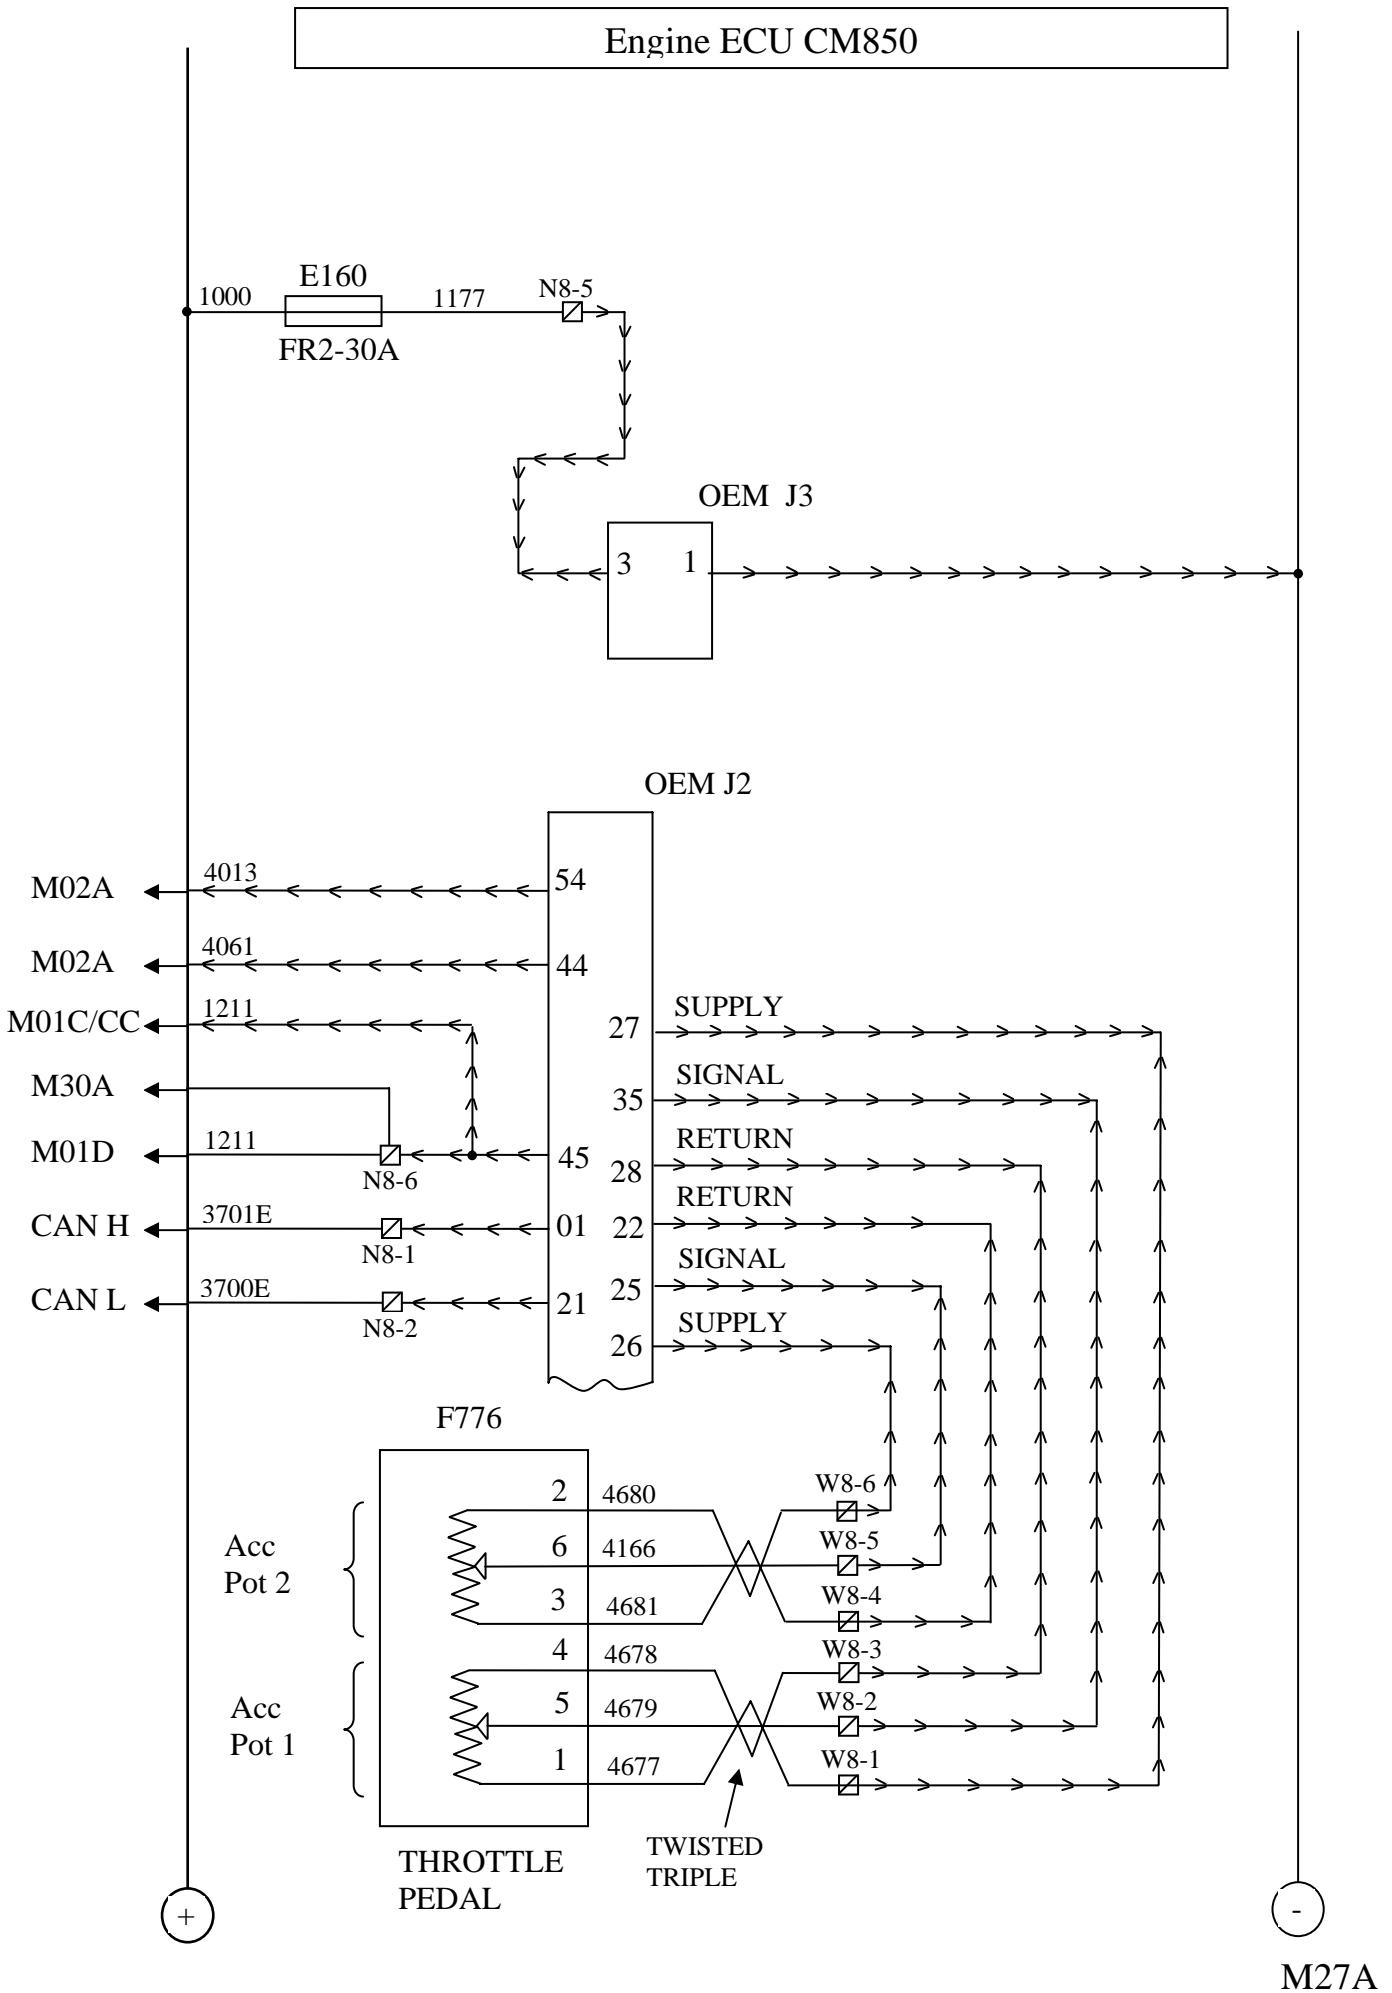 Engine ECU CM850
E160
1000
1177
N8-5
FR2-30A
OEM J3
3 1
OEM J2
M02A
4013
54
M02A
4061
44
M01C/CC
1211
27
SUPPLY
M30A
35
SIGNAL
M01D
1211
N8-6
45
28
RETURN
CAN H
3701E
N8-1
01
22
RETURN
CAN L
3700E
N8-2
21
25
SIGNAL
26
SUPPLY
F776
2
4680
W8-6
Acc
Pot 2
6
4166
W8-5
3
4681
W8-4
4
4678
W8-3
Acc
Pot 1
5
4679
W8-2
1
4677
W8-1
TWISTED
TRIPLE
THROTTLE
PEDAL
+
-
M27A